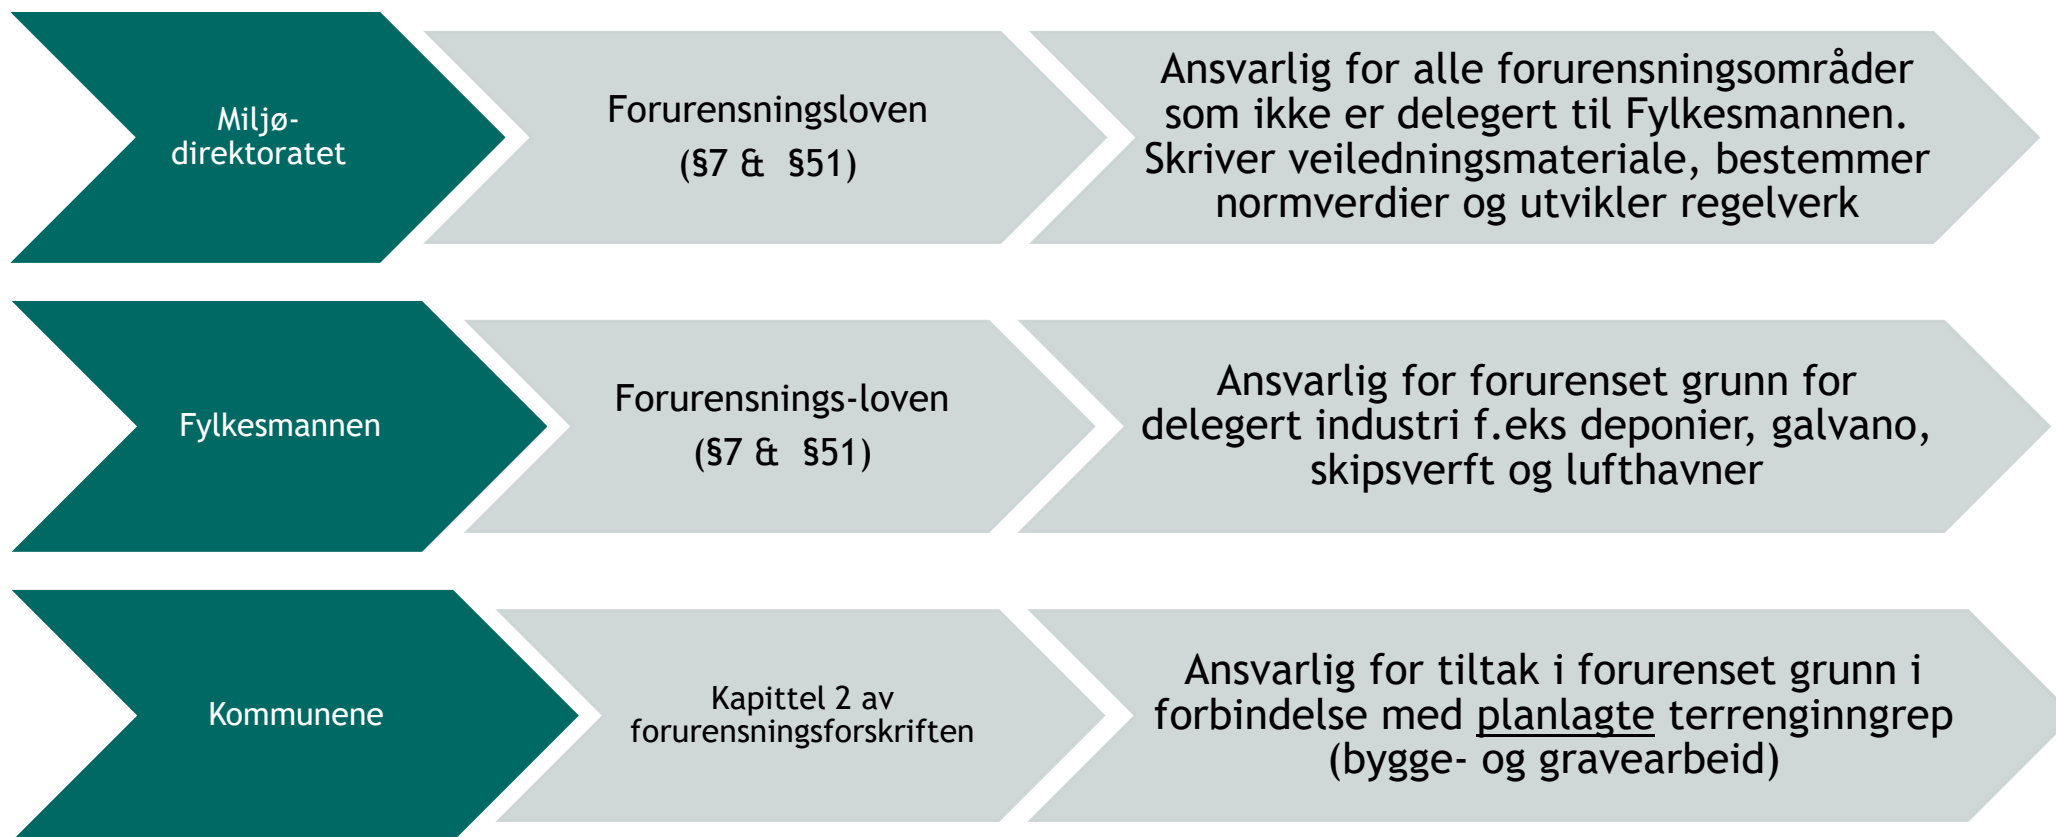 Miljø-
direktoratet
Forurensningsloven
(§7 & §51)
Ansvarlig for alle forurensningsområder
som ikke er delegert til Fylkesmannen.
Skriver veiledningsmateriale, bestemmer
normverdier og utvikler regelverk
Fylkesmannen
Forurensnings-loven
(§7 & §51)
Ansvarlig for forurenset grunn for
delegert industri f.eks deponier, galvano,
skipsverft og lufthavner
Kommunene
Kapittel 2 av
forurensningsforskriften
Ansvarlig for tiltak i forurenset grunn i
forbindelse med planlagte terrenginngrep
(bygge- og gravearbeid)